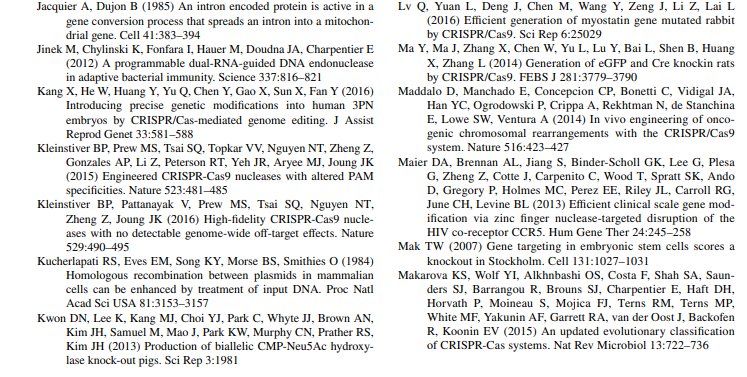 Jacquier A, Dujon B (1985) An intron encoded protein is active in a
gene conversion process that spreads an intron into a mitochon-
drial gene. Cell 41:383–394
Jinek M, Chylinski K, Fonfara I, Hauer M, Doudna JA, Charpentier E
(2012) A programmable dual-RNA-guided DNA endonuclease
in adaptive bacterial immunity. Science 337:816–821
Kang X, He W, Huang Y, Yu Q, Chen Y, Gao X, Sun X, Fan Y (2016)
Introducing precise genetic modifications into human 3PN
embryos by CRISPR/Cas-mediated genome editing. J Assist
Reprod Genet 33:581–588
Kleinstiver BP, Prew MS, Tsai SQ, Topkar VV, Nguyen NT, Zheng Z,
Gonzales AP, Li Z, Peterson RT, Yeh JR, Aryee MJ, Joung JK
(2015) Engineered CRISPR-Cas9 nucleases with altered PAM
specificities. Nature 523:481–485
Kleinstiver BP, Pattanayak V, Prew MS, Tsai SQ, Nguyen NT,
Zheng Z, Joung JK (2016) High-fidelity CRISPR-Cas9 nucle-
ases with no detectable genome-wide off-target effects. Nature
529:490–495
Kucherlapati RS, Eves EM, Song KY, Morse BS, Smithies O (1984)
Homologous recombination between plasmids in mammalian
cells can be enhanced by treatment of input DNA. Proc Natl
Acad Sci USA 81:3153–3157
Kwon DN, Lee K, Kang MJ, Choi YJ, Park C, Whyte JJ, Brown AN,
Kim JH, Samuel M, Mao J, Park KW, Murphy CN, Prather RS,
Kim JH (2013) Production of biallelic CMP-Neu5Ac hydroxy-
lase knock-out pigs. Sci Rep 3:1981
Lv Q, Yuan L, Deng J, Chen M, Wang Y, Zeng J, Li Z, Lai L
(2016) Efficient generation of myostatin gene mutated rabbit
by CRISPR/Cas9. Sci Rep 6:25029
Ma Y, Ma J, Zhang X, Chen W, Yu L, Lu Y, Bai L, Shen B, Huang
X, Zhang L (2014) Generation of eGFP and Cre knockin rats
by CRISPR/Cas9. FEBS J 281:3779–3790
Maddalo D, Manchado E, Concepcion CP, Bonetti C, Vidigal JA,
Han YC, Ogrodowski P, Crippa A, Rekhtman N, de Stanchina
E, Lowe SW, Ventura A (2014) In vivo engineering of onco-
genic chromosomal rearrangements with the CRISPR/Cas9
system. Nature 516:423–427
Maier DA, Brennan AL, Jiang S, Binder-Scholl GK, Lee G, Plesa
G, Zheng Z, Cotte J, Carpenito C, Wood T, Spratt SK, Ando
D, Gregory P, Holmes MC, Perez EE, Riley JL, Carroll RG,
June CH, Levine BL (2013) Efficient clinical scale gene mod-
ification via zinc finger nuclease-targeted disruption of the
HIV co-receptor CCR5. Hum Gene Ther 24:245–258
Mak TW (2007) Gene targeting in embryonic stem cells scores a
knockout in Stockholm. Cell 131:1027–1031
Makarova KS, Wolf YI, Alkhnbashi OS, Costa F, Shah SA, Saun-
ders SJ, Barrangou R, Brouns SJ, Charpentier E, Haft DH,
Horvath P, Moineau S, Mojica FJ, Terns RM, Terns MP,
White MF, Yakunin AF, Garrett RA, van der Oost J, Backofen
R, Koonin EV (2015) An updated evolutionary classification
of CRISPR-Cas systems. Nat Rev Microbiol 13:722–736